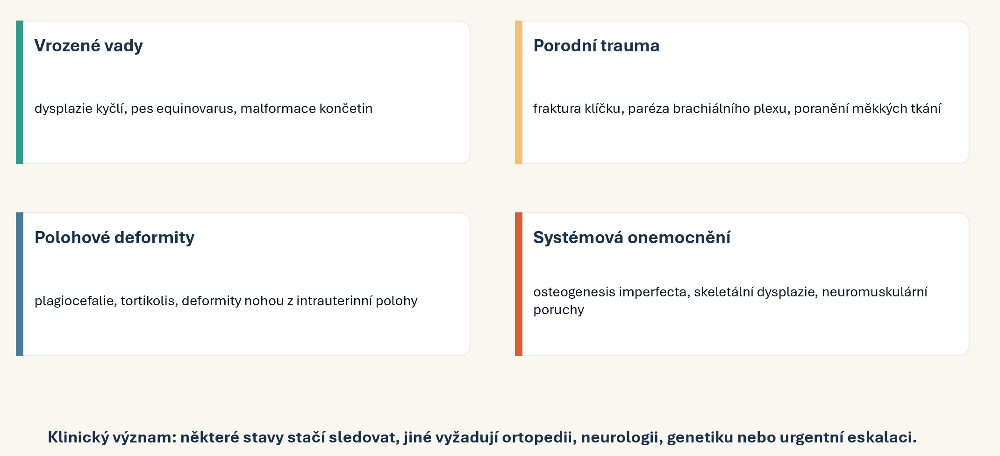 Vrozené vady
dysplazie kyčlí, pes equinovarus, malformace končetin
Porodní trauma
fraktura klíčku, paréza brachiálního plexu, poranění měkkých tkání
Polohové deformity
plagiocefalie, tortikolis, deformity nohou z intrauterinní polohy
Systémová onemocnění
osteogenesis imperfecta, skeletální dysplazie, neuromuskulární
poruchy
Klinický význam: některé stavy stačí sledovat, jiné vyžadují ortopedii, neurologii, genetiku nebo urgentní eskalaci.